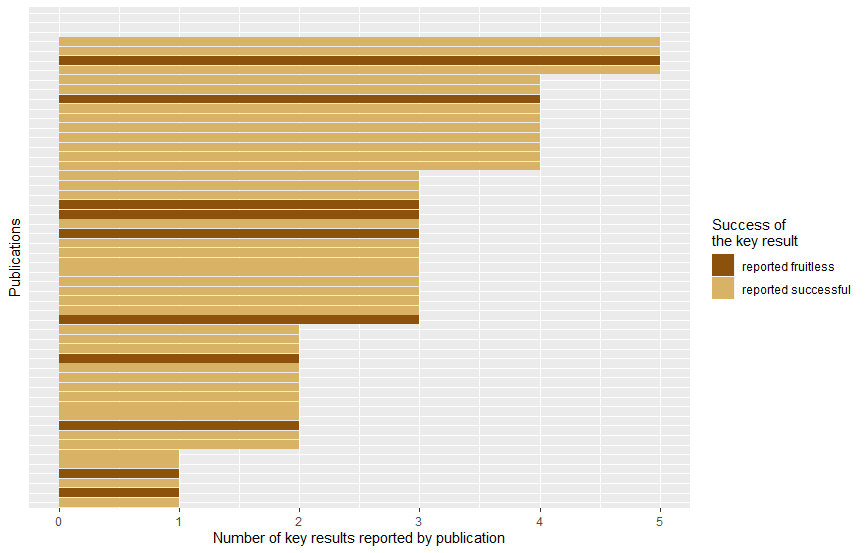 Publications
0 1 2 3 4 5
Number of key results reported by publication
Success of
the key result
reported fruitless
reported successful